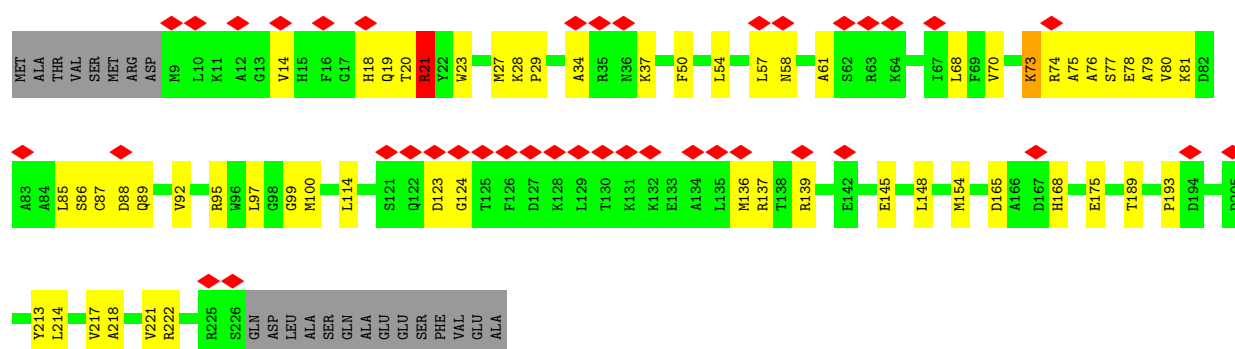 MET ALA THR VAL SER MET ARG ASP M9 L10 K11 A12 G13 V14 H15 F16 G17 H18 Q19 T20 R21 Y22 W23 M27 K28 P29 A34 R35 N36 K37 F50 L54 L57 N58 A61 S62 R63 K64 I67 L68 F69 V70 K73 R74 A75 A76 S77 E78 A79 V80 K81 D82
A83 A84 L85 S86 C87 D88 Q89 V92 R95 W96 L97 G98 G99 M100 L114 S121 Q122 D123 G124 T125 F126 D127 K128 L129 T130 K131 K132 E133 A134 L135 M136 R137 T138 R139 E142 E145 L148 M154 D165 A166 D167 H168 E175 T189 P193 D194
Y213 L214 V217 A218 V221 R222 R225 S226 GLN ASP LEU ALA SER GLN ALA GLU GLU SER PHE VAL GLU ALA